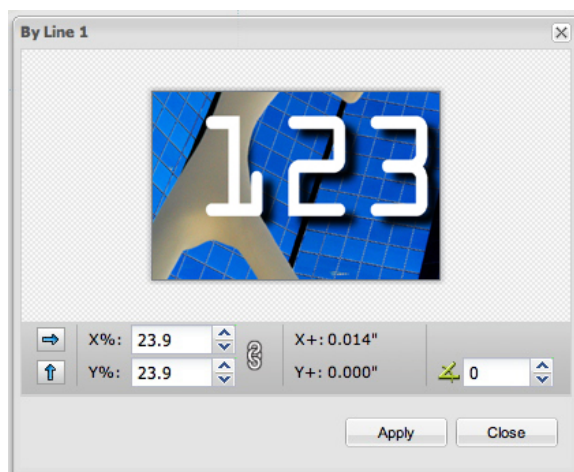 By Line 1
123
X%: 23.9 X+: 0.014"
Y%: 23.9 Y+: 0.000" 0
Apply Close